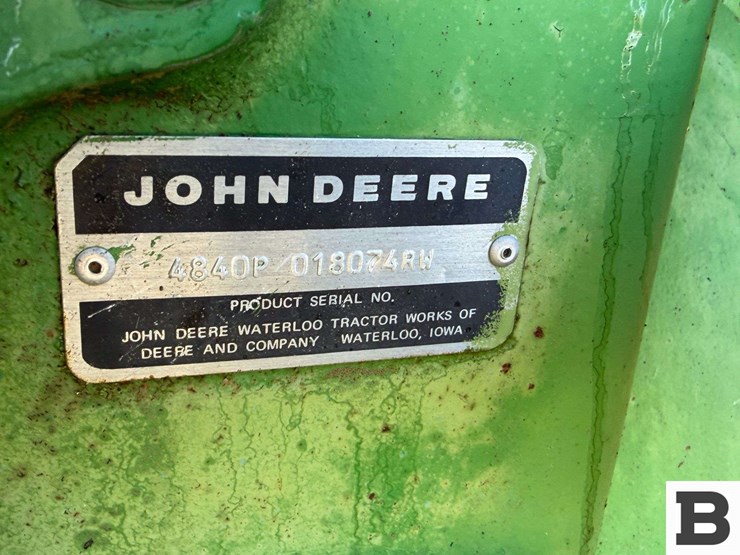 JOHN DEERE
4840P 018074RW
PRODUCT SERIAL NO.
JOHN DEERE WATERLOO TRACTOR WORKS OF
DEERE AND COMPANY WATERLOO, IOWA
B